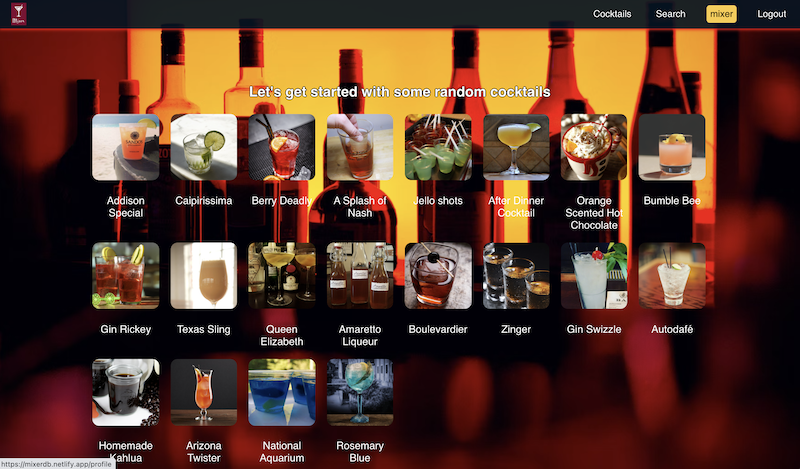 Cocktails Search mixer Logout
Let's get started with some random cocktails
Addison
Special
Caipirissima
Berry Deadly
A Splash of
Nash
Jello shots
After Dinner
Cocktail
Orange
Scented Hot
Chocolate
Bumble Bee
Gin Rickey
Texas Sling
Queen
Elizabeth
Amaretto
Liqueur
Boulevardier
Zinger
Gin Swizzle
Autodafé
Homemade
Kahlua
Arizona
Twister
National
Aquarium
Rosemary
Blue
https://mixerdb.netlify.app/profile